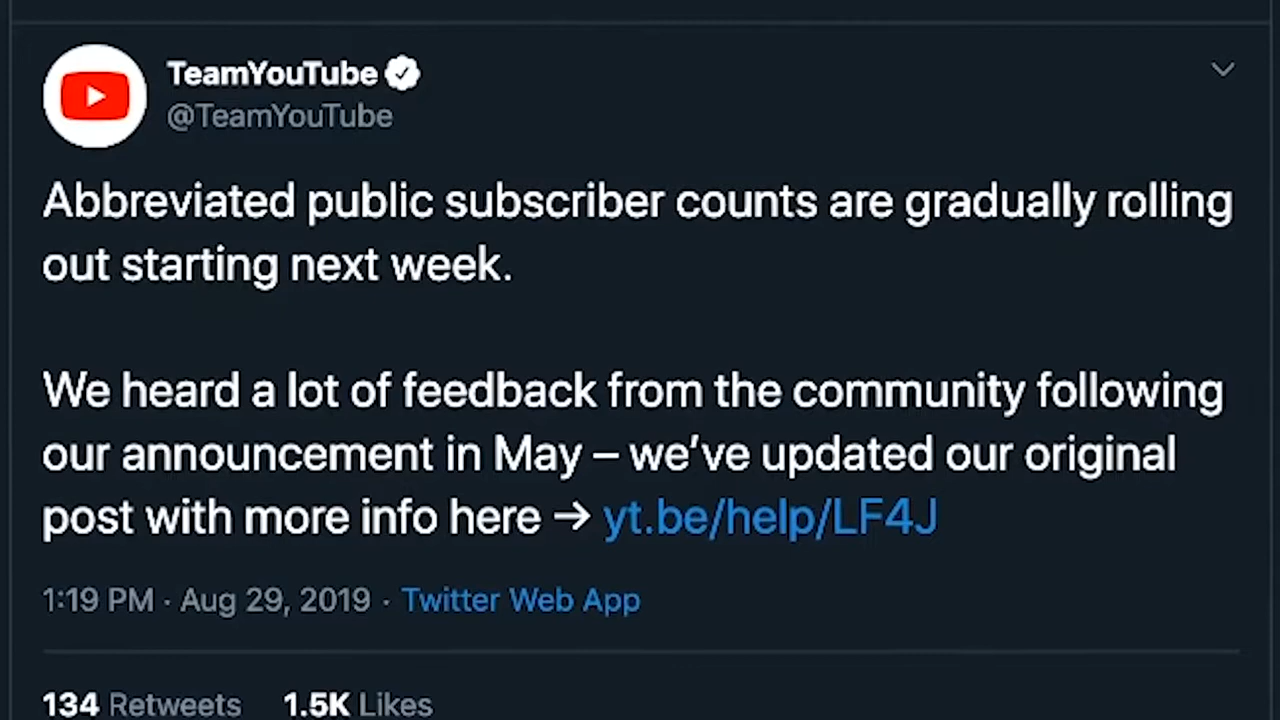 TeamYouTube
@TeamYouTube
Abbreviated public subscriber counts are gradually rolling
out starting next week.
We heard a lot of feedback from the community following
our announcement in May – we’ve updated our original
post with more info here → yt.be/help/LF4J
1:19 PM · Aug 29, 2019 · Twitter Web App
134 Retweets 1.5K Likes